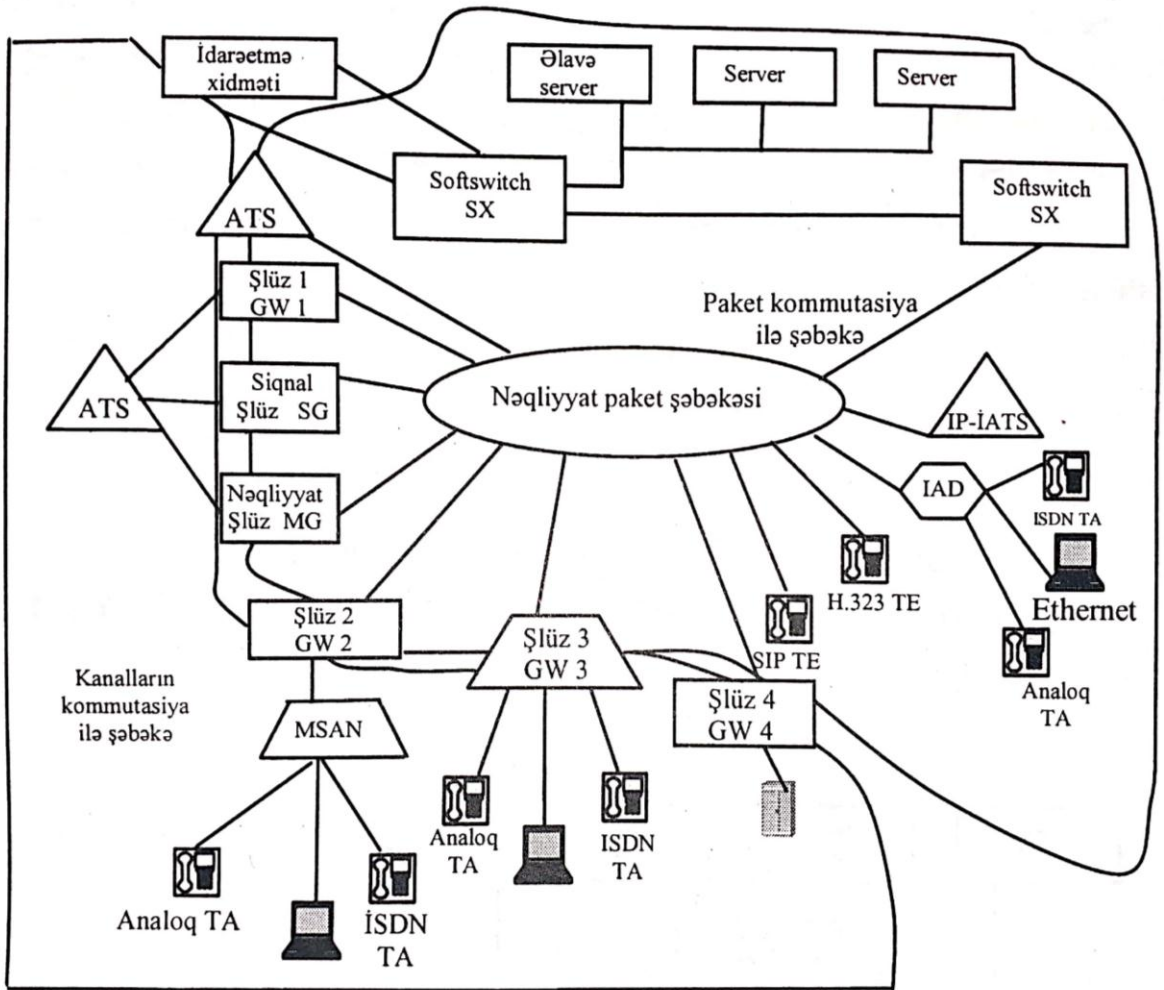 İdarəetmə
xidməti
Əlavə
server
Server
Server
Softswitch
SX
Softswitch
SX
ATS
Şlüz 1
GW 1
Paket kommutasiya
ilə şəbəkə
ATS
Siqnal
Şlüz SG
Nəqliyyat paket şəbəkəsi
IP-İATS
Nəqliyyat
Şlüz MG
IAD
ISDN TA
Ethernet
H.323 TE
SIP TE
Analoq
TA
Şlüz 2
GW 2
Şlüz 3
GW 3
Şlüz 4
GW 4
Kanalların
kommutasiya
ilə şəbəkə
MSAN
Analoq
TA
ISDN
TA
Analoq TA
İSDN
TA